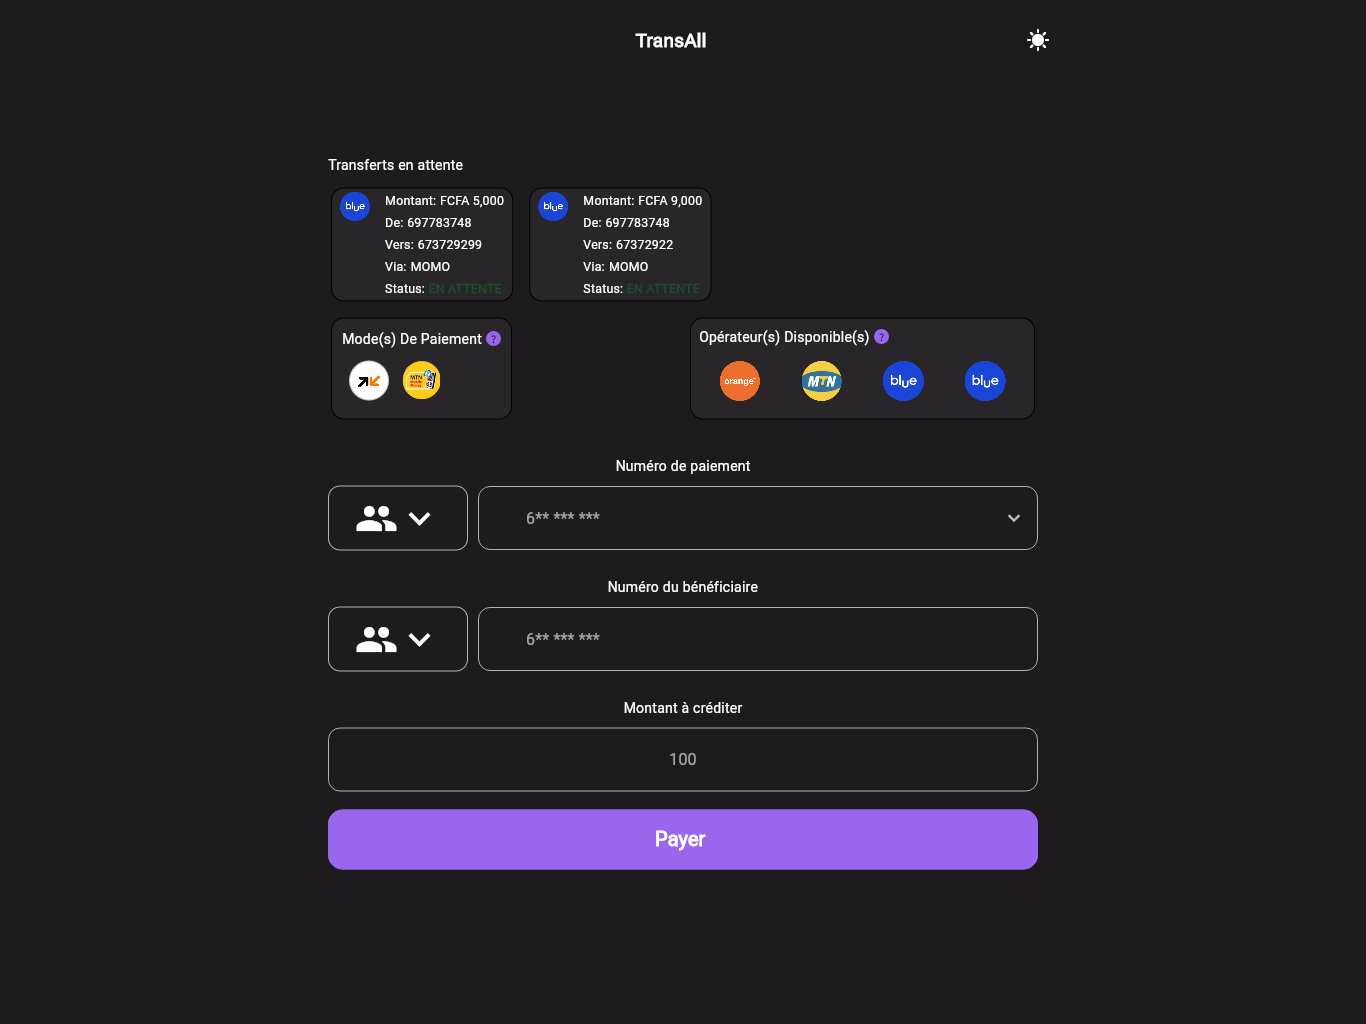 TransAll
Transferts en attente
blue
Montant: FCFA 5,000
De: 697783748
Vers: 673729299
Via: MOMO
Status: EN ATTENTE
blue
Montant: FCFA 9,000
De: 697783748
Vers: 67372922
Via: MOMO
Status: EN ATTENTE
Mode(s) De Paiement ?
MTN
Opérateur(s) Disponible(s) ?
orange
MTN
blue
blue
Numéro de paiement
6** *** ***
Numéro du bénéficiaire
6** *** ***
Montant à créditer
100
Payer